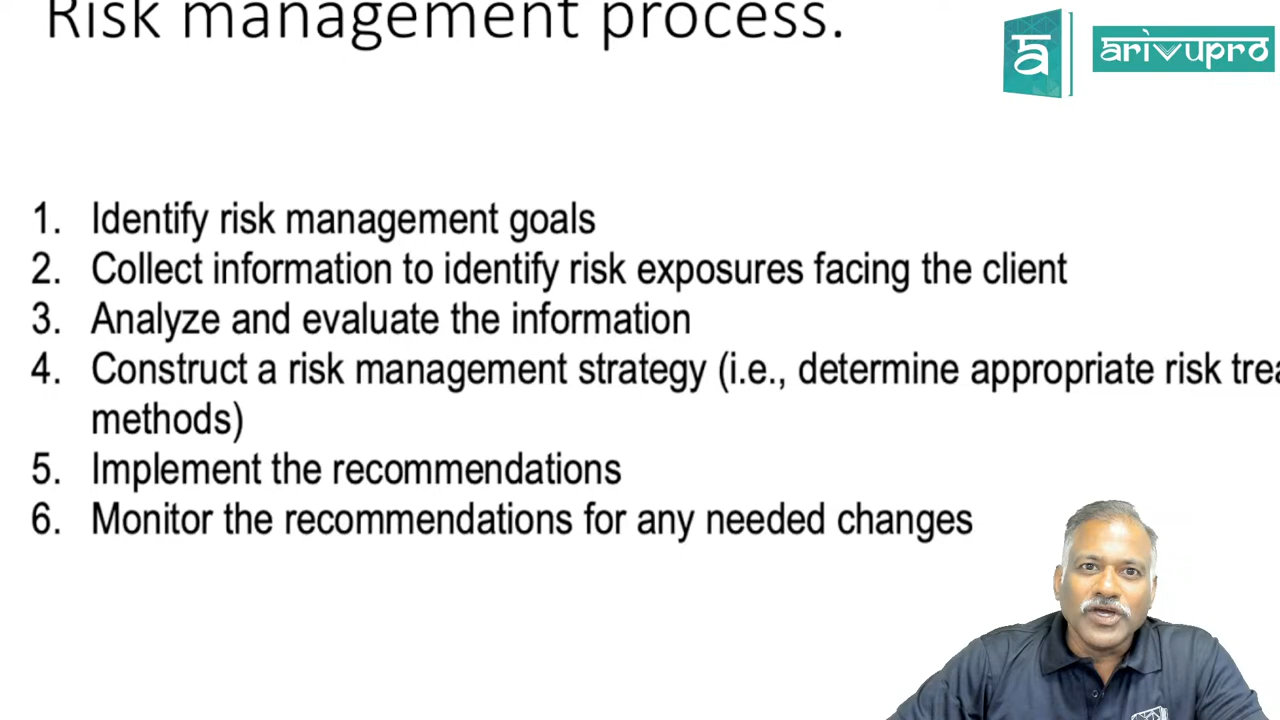 Risk management process.
arivupro
1. Identify risk management goals
2. Collect information to identify risk exposures facing the client
3. Analyze and evaluate the information
4. Construct a risk management strategy (i.e., determine appropriate risk
methods)
5. Implement the recommendations
6. Monitor the recommendations for any needed changes